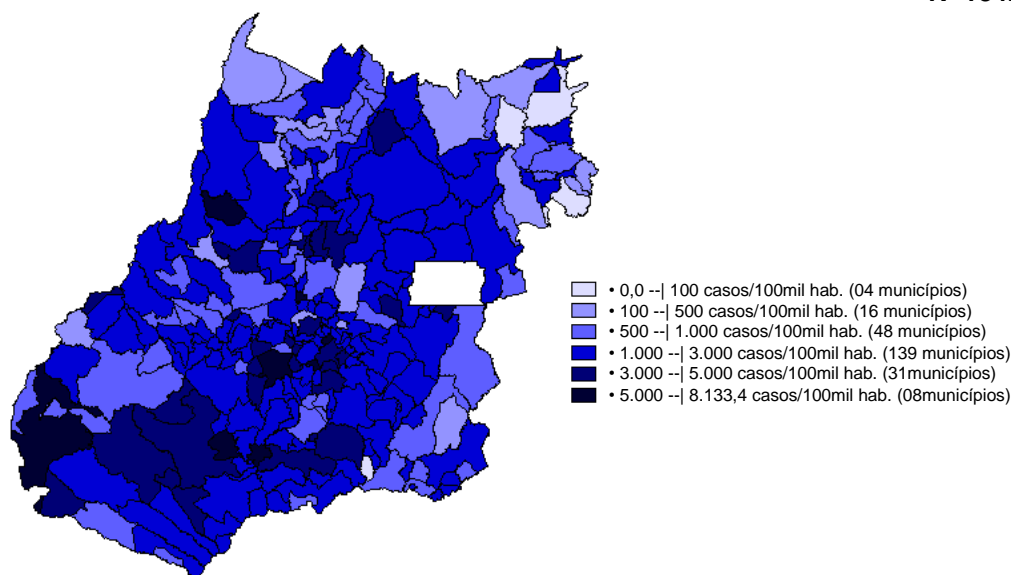 • 0,0 --| 100 casos/100mil hab. (04 municípios)
• 100 --| 500 casos/100mil hab. (16 municípios)
• 500 --| 1.000 casos/100mil hab. (48 municípios)
• 1.000 --| 3.000 casos/100mil hab. (139 municípios)
• 3.000 --| 5.000 casos/100mil hab. (31municípios)
• 5.000 --| 8.133,4 casos/100mil hab. (08municípios)